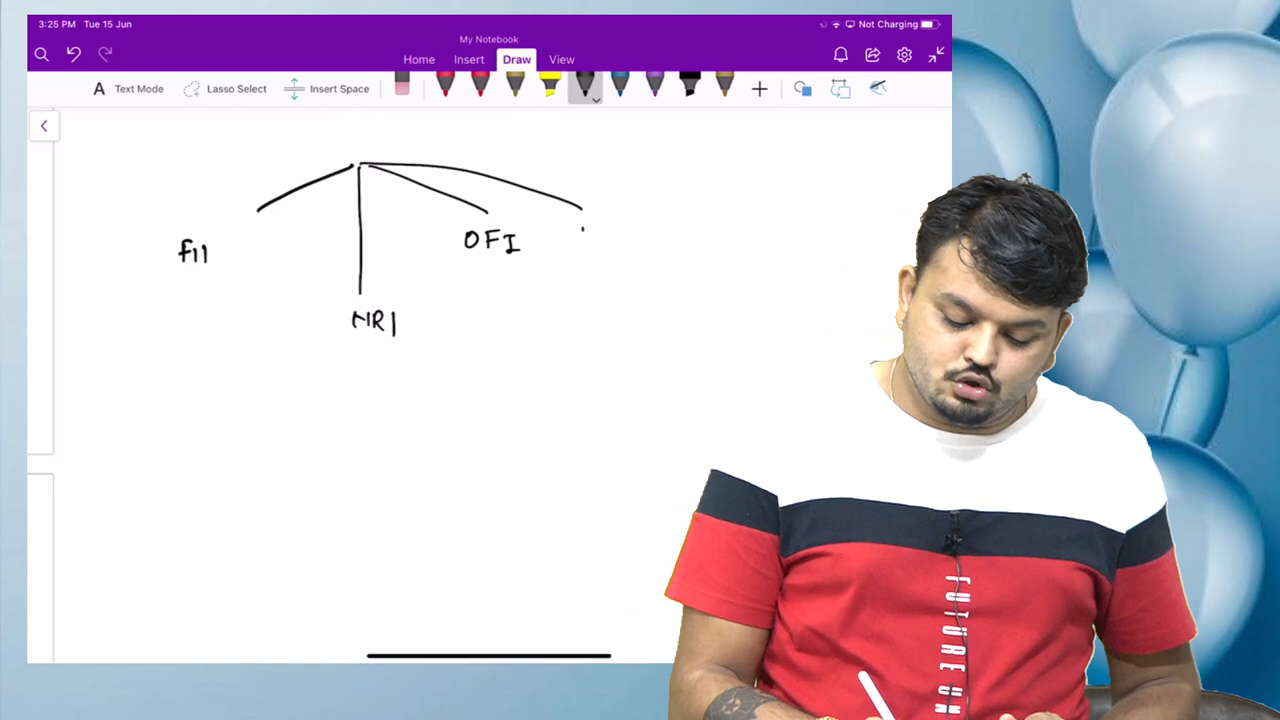 3:25 PM Tue 15 Jun
Not Charging
My Notebook
Home Insert Draw View
A Text Mode Lasso Select Insert Space
FII
OFI
NRI
FUTURE UN